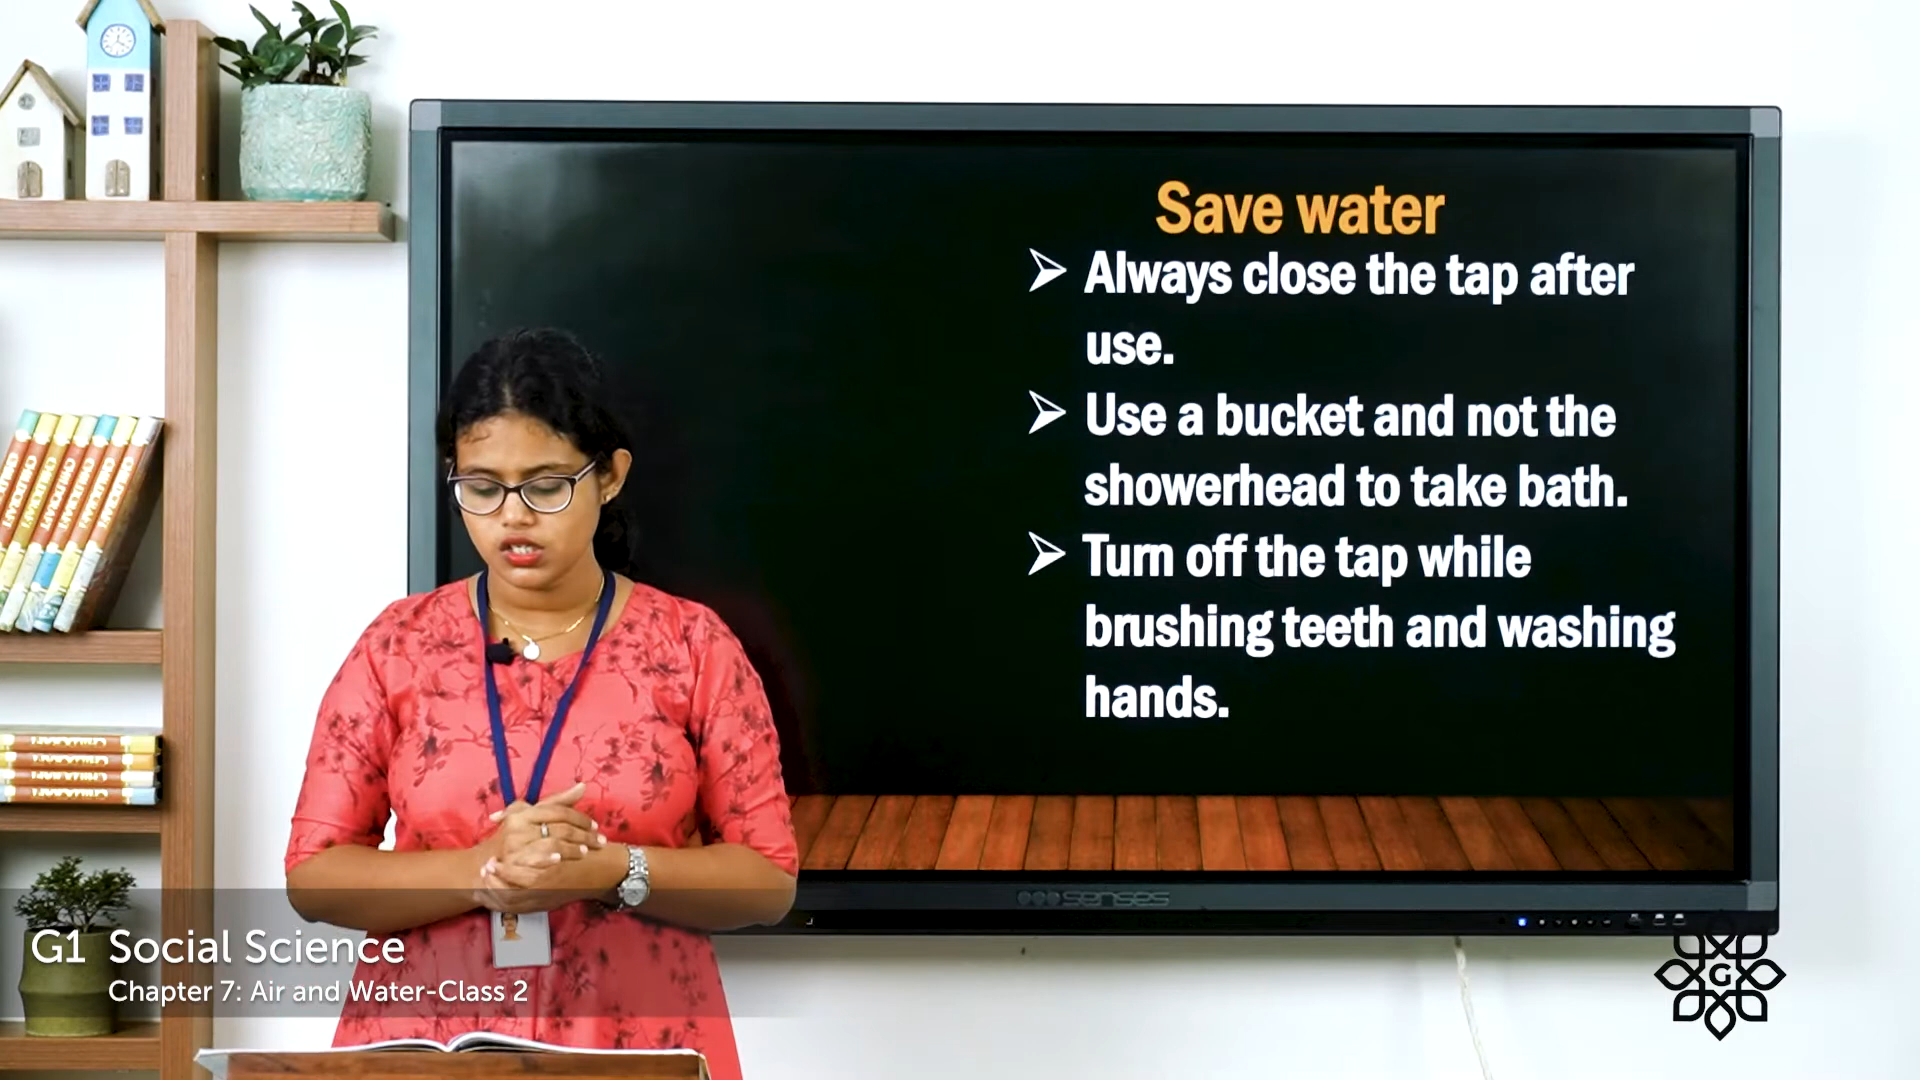 Save water
Always close the tap after
use.
Use a bucket and not the
showerhead to take bath.
Turn off the tap while
brushing teeth and washing
hands.
senses
G1 Social Science
Chapter 7: Air and Water-Class 2
G